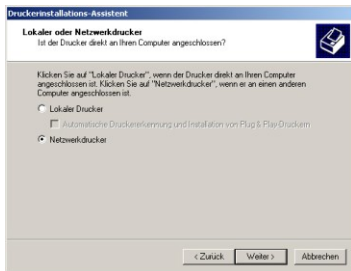 Druckerinstallations-Assistent
Lokaler oder Netzwerkdrucker
Ist der Drucker direkt an Ihren Computer angeschlossen?
Klicken Sie auf "Lokaler Drucker", wenn der Drucker direkt an Ihren Computer
angeschlossen ist. Klicken Sie auf "Netzwerkdrucker", wenn er an einen anderen
Computer angeschlossen ist.
Lokaler Drucker
Automatische Druckererkennung und Installation von Plug & Play-Druckern
Netzwerkdrucker
< Zurück
Weiter >
Abbrechen